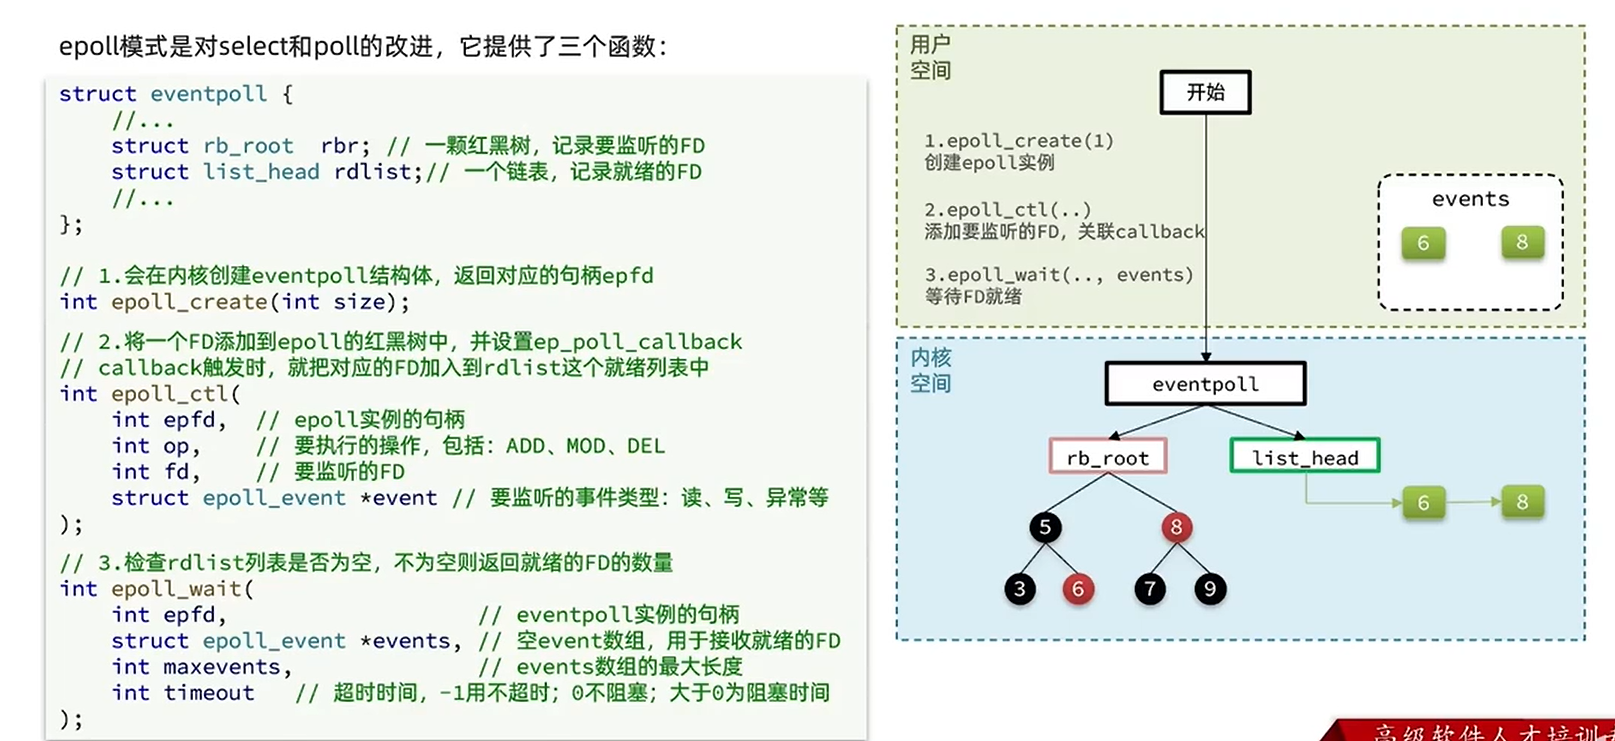 epoll模式是对select和poll的改进，它提供了三个函数：
struct eventpoll {
//...
struct rb_root  rbr; // 一颗红黑树，记录要监听的FD
struct list_head rdlist;// 一个链表，记录就绪的FD
//...
};
// 1.会在内核创建eventpoll结构体，返回对应的句柄epfd
int epoll_create(int size);
// 2.将一个FD添加到epoll的红黑树中，并设置ep_poll_callback
// callback触发时，就把对应的FD加入到rdlist这个就绪列表中
int epoll_ctl(
int epfd,  // epoll实例的句柄
int op,    // 要执行的操作，包括：ADD、MOD、DEL
int fd,    // 要监听的FD
struct epoll_event *event // 要监听的事件类型：读、写、异常等
);
// 3.检查rdlist列表是否为空，不为空则返回就绪的FD的数量
int epoll_wait(
int epfd,                   // eventpoll实例的句柄
struct epoll_event *events, // 空event数组，用于接收就绪的FD
int maxevents,              // events数组的最大长度
int timeout   // 超时时间，-1用不超时；0不阻塞；大于0为阻塞时间
);
用户
空间
开始
1.epoll_create(1)
创建epoll实例
2.epoll_ctl(..)
添加要监听的FD，关联callback
3.epoll_wait(.., events)
等待FD就绪
events
6 8
内核
空间
eventpoll
rb_root
list_head
6 8
5 8
3 6 7 9
高级软件人才培训